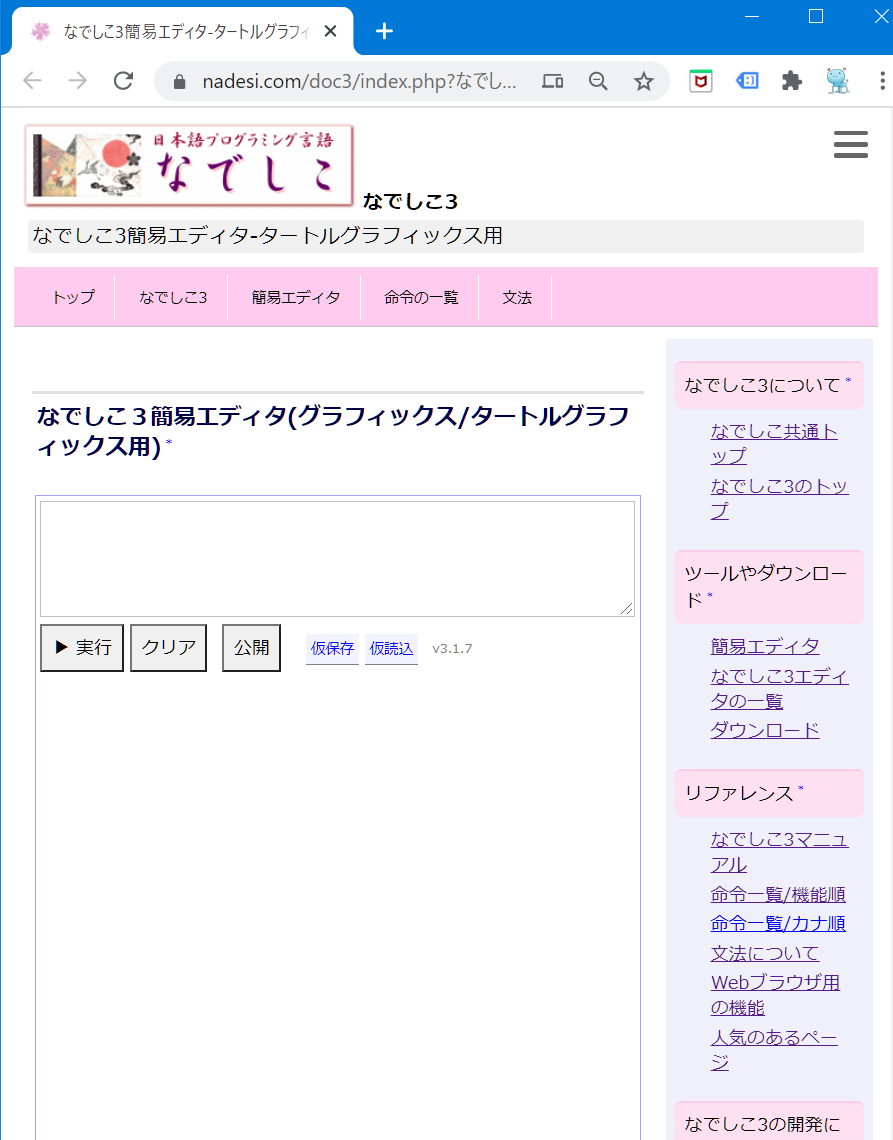 なでしこ3簡易エディタ-タートルグラフィ
nadesi.com/doc3/index.php?なでし...
日本語プログラミング言語
なでしこ
なでしこ3
なでしこ3簡易エディタ-タートルグラフィックス用
トップ
なでしこ3
簡易エディタ
命令の一覧
文法
なでしこ３簡易エディタ(グラフィックス/タートルグラフ
ィックス用) *
▶ 実行
クリア
公開
仮保存
仮読込
v3.1.7
なでしこ3について *
なでしこ共通ト
ップ
なでしこ3のトッ
プ
ツールやダウンロー
ド *
簡易エディタ
なでしこ3エディ
タの一覧
ダウンロード
リファレンス *
なでしこ3マニュ
アル
命令一覧/機能順
命令一覧/カナ順
文法について
Webブラウザ用
の機能
人気のあるペー
ジ
なでしこ3の開発に